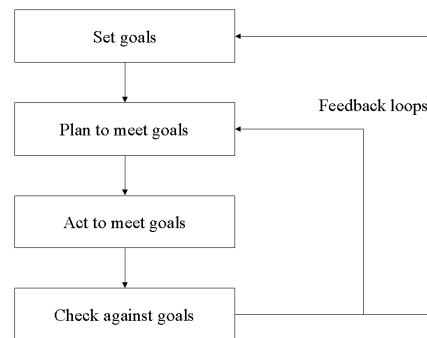 Set goals
Feedback loops
Plan to meet goals
Act to meet goals
Check against goals